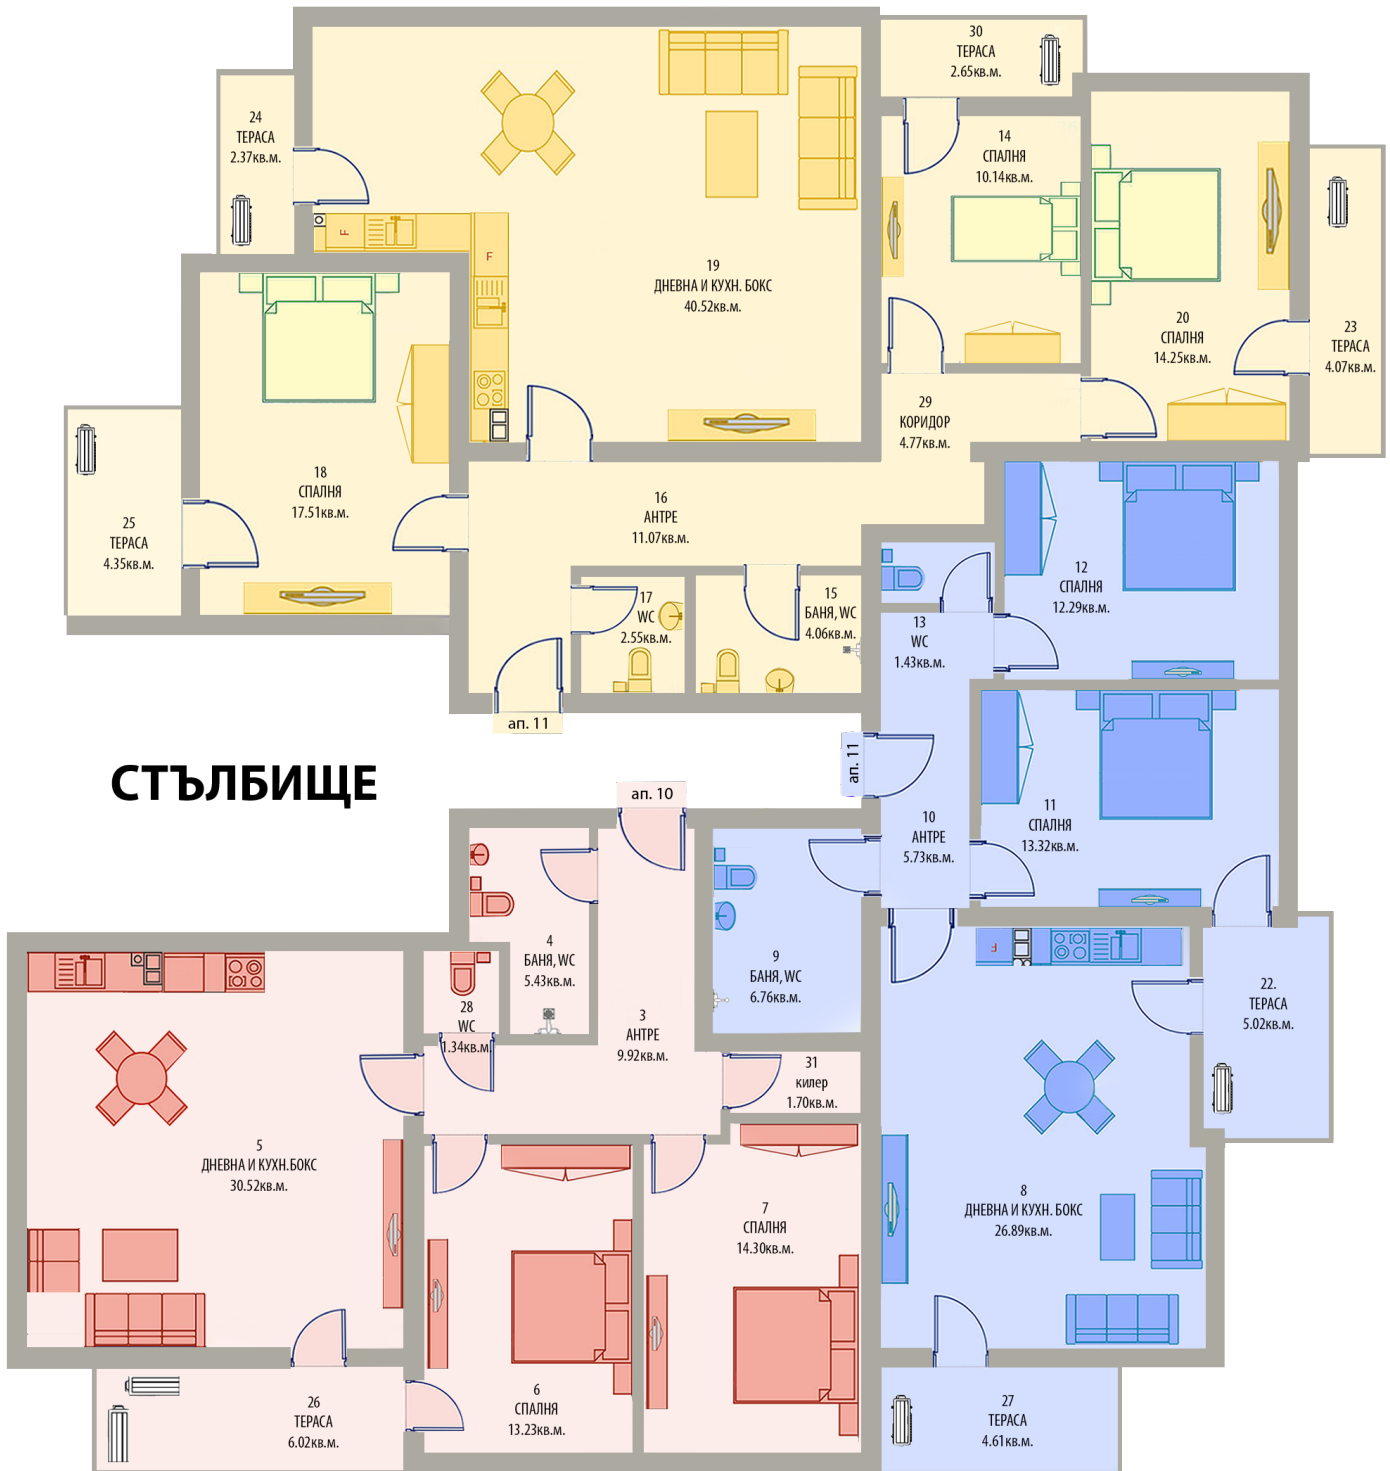 30
ТЕРАСА
2.65кв.м.
24
ТЕРАСА
2.37кв.м.
14
СПАЛНЯ
10.14кв.м.
F
F
19
ДНЕВНА И КУХН. БОКС
40.52кв.м.
20
СПАЛНЯ
14.25кв.м.
23
ТЕРАСА
4.07кв.м.
29
КОРИДОР
4.77кв.м.
18
СПАЛНЯ
17.51кв.м.
16
АНТРЕ
11.07кв.м.
25
ТЕРАСА
4.35кв.м.
12
СПАЛНЯ
12.29кв.м.
17
WC
2.55кв.м.
15
БАНЯ, WC
4.06кв.м.
13
WC
1.43кв.м.
ап. 11
ап. 11
СТЪЛБИЩЕ
ап. 10
11
СПАЛНЯ
13.32кв.м.
10
АНТРЕ
5.73кв.м.
4
БАНЯ, WC
5.43кв.м.
9
БАНЯ, WC
6.76кв.м.
F
22.
ТЕРАСА
5.02кв.м.
28
WC
1.34кв.м.
3
АНТРЕ
9.92кв.м.
31
килер
1.70кв.м.
5
ДНЕВНА И КУХН.БОКС
30.52кв.м.
7
СПАЛНЯ
14.30кв.м.
8
ДНЕВНА И КУХН. БОКС
26.89кв.м.
26
ТЕРАСА
6.02кв.м.
6
СПАЛНЯ
13.23кв.м.
27
ТЕРАСА
4.61кв.м.